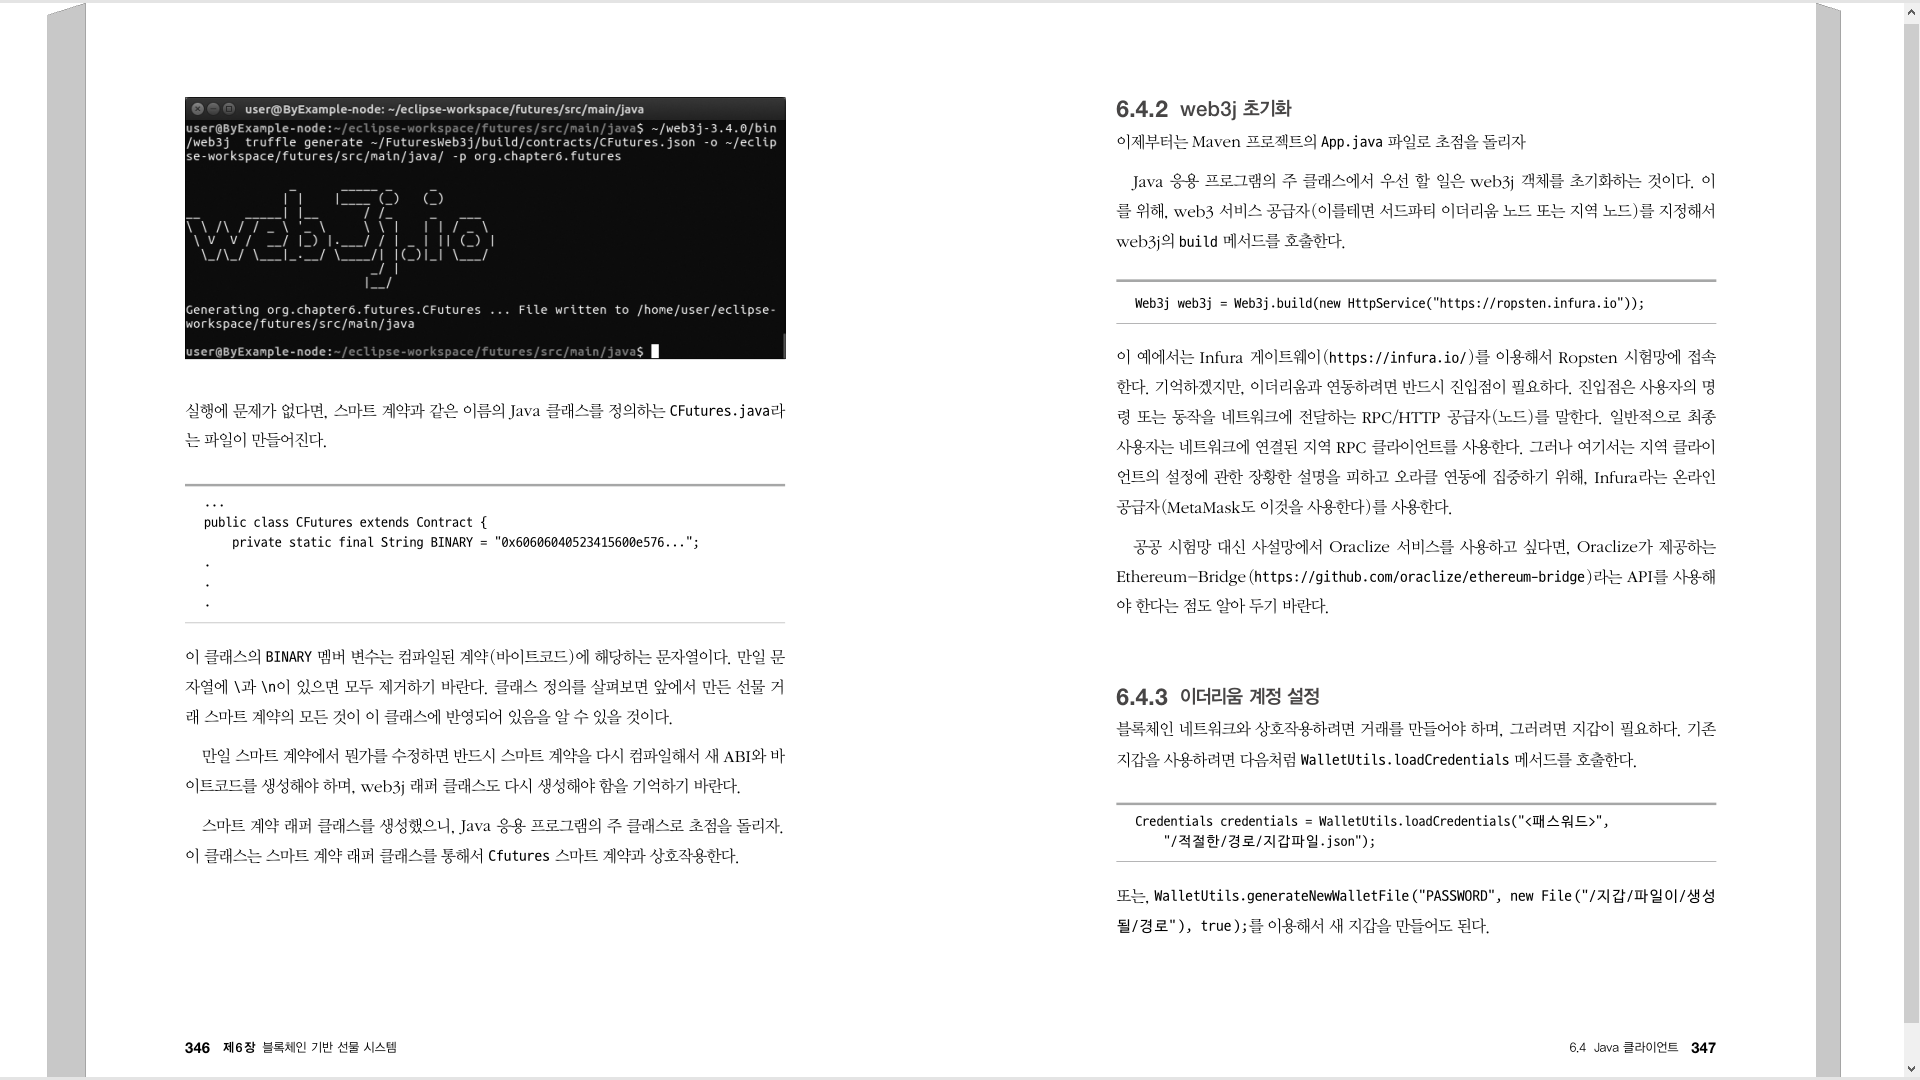 user@ByExample-node: ~/eclipse-workspace/futures/src/main/java
user@ByExample-node:~/eclipse-workspace/futures/src/main/java$ ~/web3j-3.4.0/bin
/web3j  truffle generate ~/FuturesWeb3j/build/contracts/CFutures.json -o ~/eclip
se-workspace/futures/src/main/java/ -p org.chapter6.futures
web3j.io
Generating org.chapter6.futures.CFutures ... File written to /home/user/eclipse-
workspace/futures/src/main/java
user@ByExample-node:~/eclipse-workspace/futures/src/main/java$
실행에 문제가 없다면, 스마트 계약과 같은 이름의 Java 클래스를 정의하는 CFutures.java라
는 파일이 만들어진다.
...
public class CFutures extends Contract {
    private static final String BINARY = "0x60606040523415600e576...";
.
.
.
이 클래스의 BINARY 멤버 변수는 컴파일된 계약(바이트코드)에 해당하는 문자열이다. 만일 문
자열에 \과 \n이 있으면 모두 제거하기 바란다. 클래스 정의를 살펴보면 앞에서 만든 선물 거
래 스마트 계약의 모든 것이 이 클래스에 반영되어 있음을 알 수 있을 것이다.
만일 스마트 계약에서 뭔가를 수정하면 반드시 스마트 계약을 다시 컴파일해서 새 ABI와 바
이트코드를 생성해야 하며, web3j 래퍼 클래스도 다시 생성해야 함을 기억하기 바란다.
스마트 계약 래퍼 클래스를 생성했으니, Java 응용 프로그램의 주 클래스로 초점을 돌리자.
이 클래스는 스마트 계약 래퍼 클래스를 통해서 Cfutures 스마트 계약과 상호작용한다.
346 제6장 블록체인 기반 선물 시스템
6.4.2 web3j 초기화
이제부터는 Maven 프로젝트의 App.java 파일로 초점을 돌리자
Java 응용 프로그램의 주 클래스에서 우선 할 일은 web3j 객체를 초기화하는 것이다. 이
를 위해, web3 서비스 공급자(이를테면 서드파티 이더리움 노드 또는 지역 노드)를 지정해서
web3j의 build 메서드를 호출한다.
Web3j web3j = Web3j.build(new HttpService("https://ropsten.infura.io"));
이 예에서는 Infura 게이트웨이(https://infura.io/)를 이용해서 Ropsten 시험망에 접속
한다. 기억하겠지만, 이더리움과 연동하려면 반드시 진입점이 필요하다. 진입점은 사용자의 명
령 또는 동작을 네트워크에 전달하는 RPC/HTTP 공급자(노드)를 말한다. 일반적으로 최종
사용자는 네트워크에 연결된 지역 RPC 클라이언트를 사용한다. 그러나 여기서는 지역 클라이
언트의 설정에 관한 장황한 설명을 피하고 오라클 연동에 집중하기 위해, Infura라는 온라인
공급자(MetaMask도 이것을 사용한다)를 사용한다.
공공 시험망 대신 사설망에서 Oraclize 서비스를 사용하고 싶다면, Oraclize가 제공하는
Ethereum-Bridge(https://github.com/oraclize/ethereum-bridge)라는 API를 사용해
야 한다는 점도 알아 두기 바란다.
6.4.3 이더리움 계정 설정
블록체인 네트워크와 상호작용하려면 거래를 만들어야 하며, 그러려면 지갑이 필요하다. 기존
지갑을 사용하려면 다음처럼 WalletUtils.loadCredentials 메서드를 호출한다.
Credentials credentials = WalletUtils.loadCredentials("<패스워드>",
    "/적절한/경로/지갑파일.json");
또는, WalletUtils.generateNewWalletFile("PASSWORD", new File("/지갑/파일이/생성
될/경로"), true);를 이용해서 새 지갑을 만들어도 된다.
6.4 Java 클라이언트 347